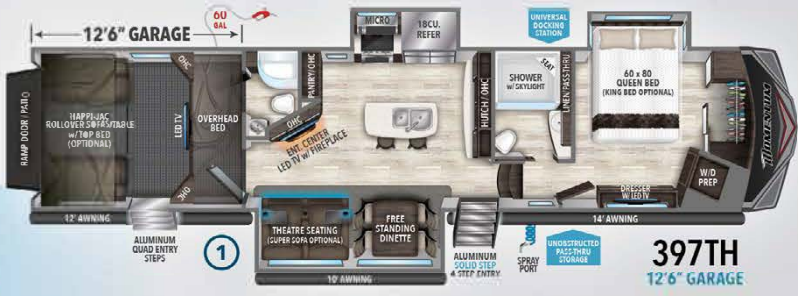 60
GAL
12'6” GARAGE
RAMP DOOR / PATIO
HAPPI-JAC
ROLLOVER SOFAS/TABLE
w/TOP BED
(OPTIONAL)
OHC
LED TV
OHC
OVERHEAD
BED
PANTRY/OHC
OHC
ENT. CENTER
LED TV w/ FIREPLACE
MICRO
18CU.
REFER
HUTCH / OHC
UNIVERSAL
DOCKING
STATION
SEAT
SHOWER
w/ SKYLIGHT
LINEN/PASS-THRU
60 x 80
QUEEN BED
(KING BED OPTIONAL)
W/D
PREP
DRESSER
w/ LED TV
MOMENTUM
12' AWNING
ALUMINUM
QUAD ENTRY
STEPS
1
THEATRE SEATING
(SUPER SOFA OPTIONAL)
FREE
STANDING
DINETTE
10' AWNING
ALUMINUM
SOLID STEP
4 STEP ENTRY
SPRAY
PORT
UNOBSTRUCTED
PASS-THRU
STORAGE
14' AWNING
397TH
12'6” GARAGE